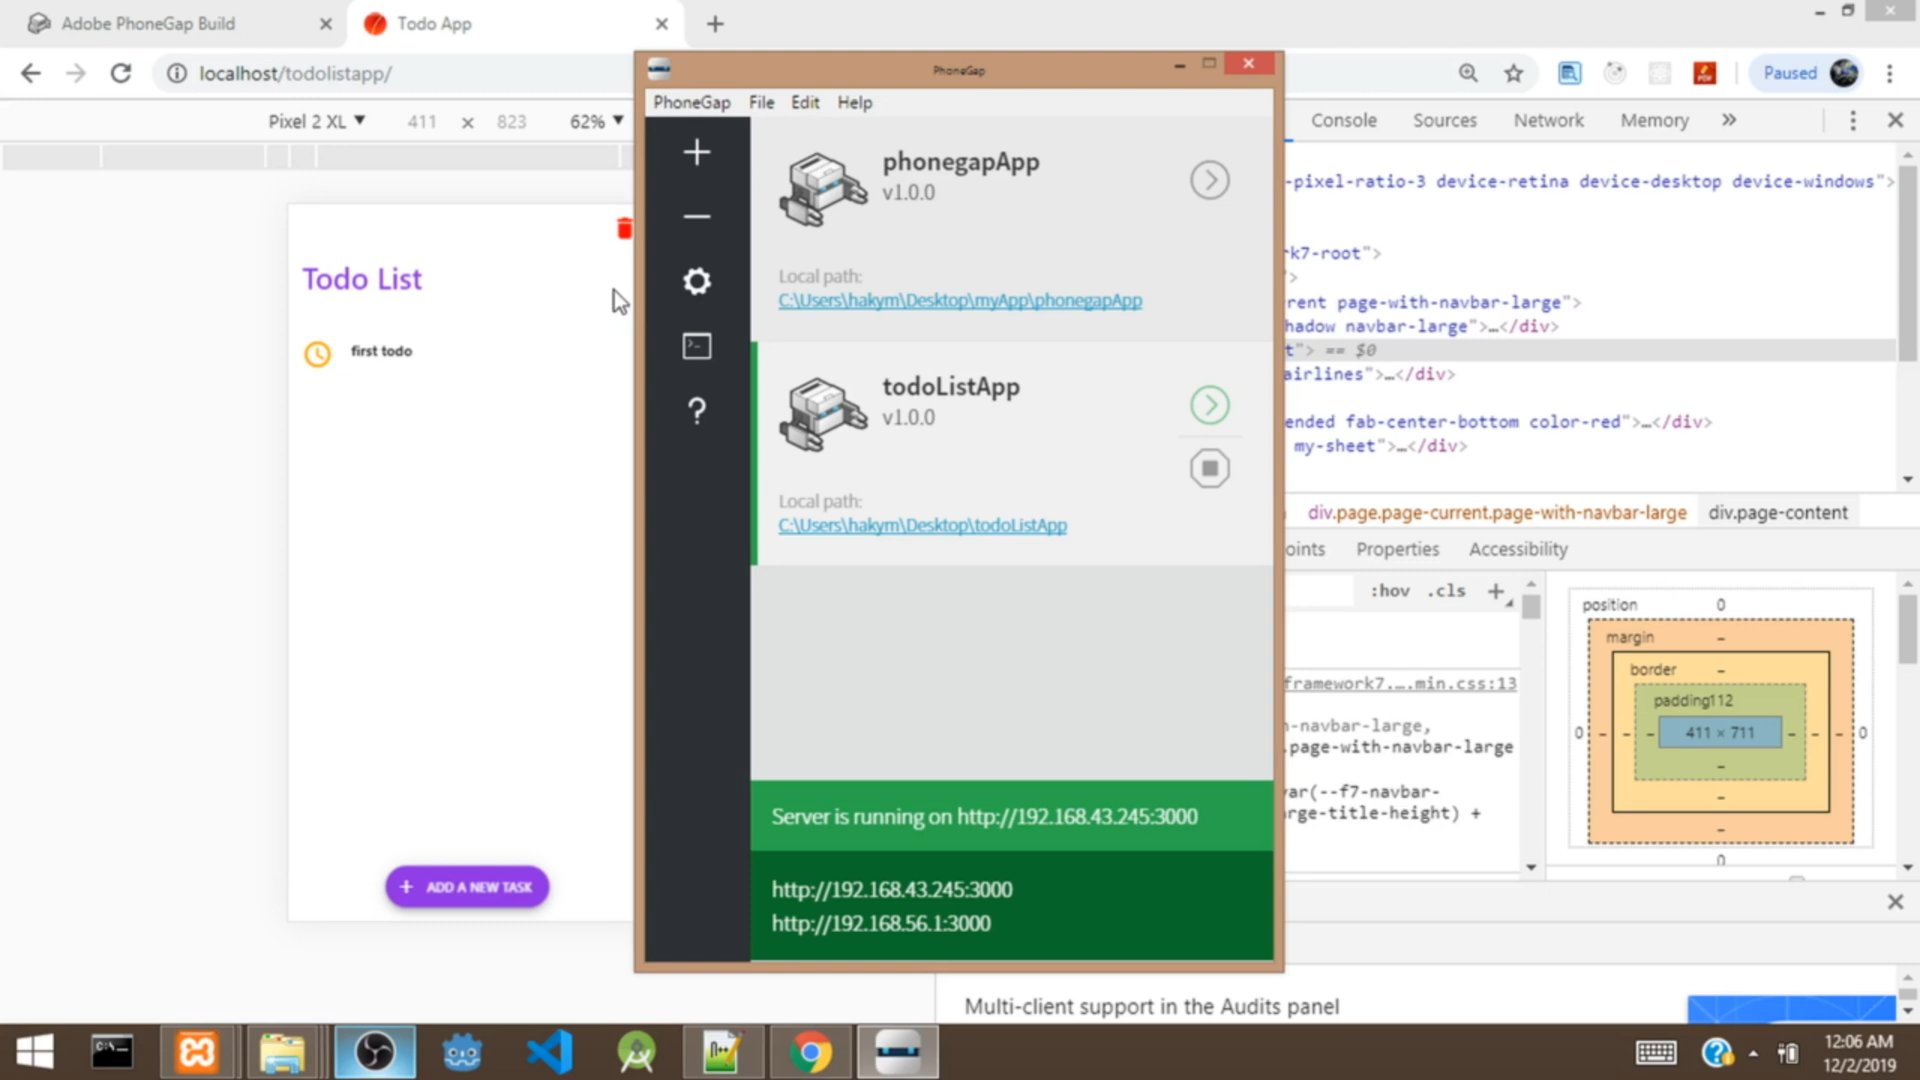 Adobe PhoneGap Build
Todo App
localhost/todolistapp/
Paused
PhoneGap
PhoneGap File Edit Help
Pixel 2 XL ▼ 411 × 823 62% ▼
Console Sources Network Memory »
Todo List
first todo
+ ADD A NEW TASK
phonegapApp
v1.0.0
Local path:
C:\Users\hakym\Desktop\myApp\phonegapApp
todoListApp
v1.0.0
Local path:
C:\Users\hakym\Desktop\todoListApp
Server is running on http://192.168.43.245:3000
http://192.168.43.245:3000
http://192.168.56.1:3000
-pixel-ratio-3 device-retina device-desktop device-windows">
k7-root">
">
rent page-with-navbar-large">
hadow navbar-large">…</div>
t"> == $0
airlines">…</div>
ended fab-center-bottom color-red">…</div>
my-sheet">…</div>
div.page.page-current.page-with-navbar-large div.page-content
oints Properties Accessibility
:hov .cls +
framework7.….min.css:13
-with-navbar-large,
.page-with-navbar-large
var(--f7-navbar-
rge-title-height) +
position 0
margin –
border –
padding112
0 – – – 411 × 711 – – – 0
–
–
–
0
Multi-client support in the Audits panel
12:06 AM
12/2/2019